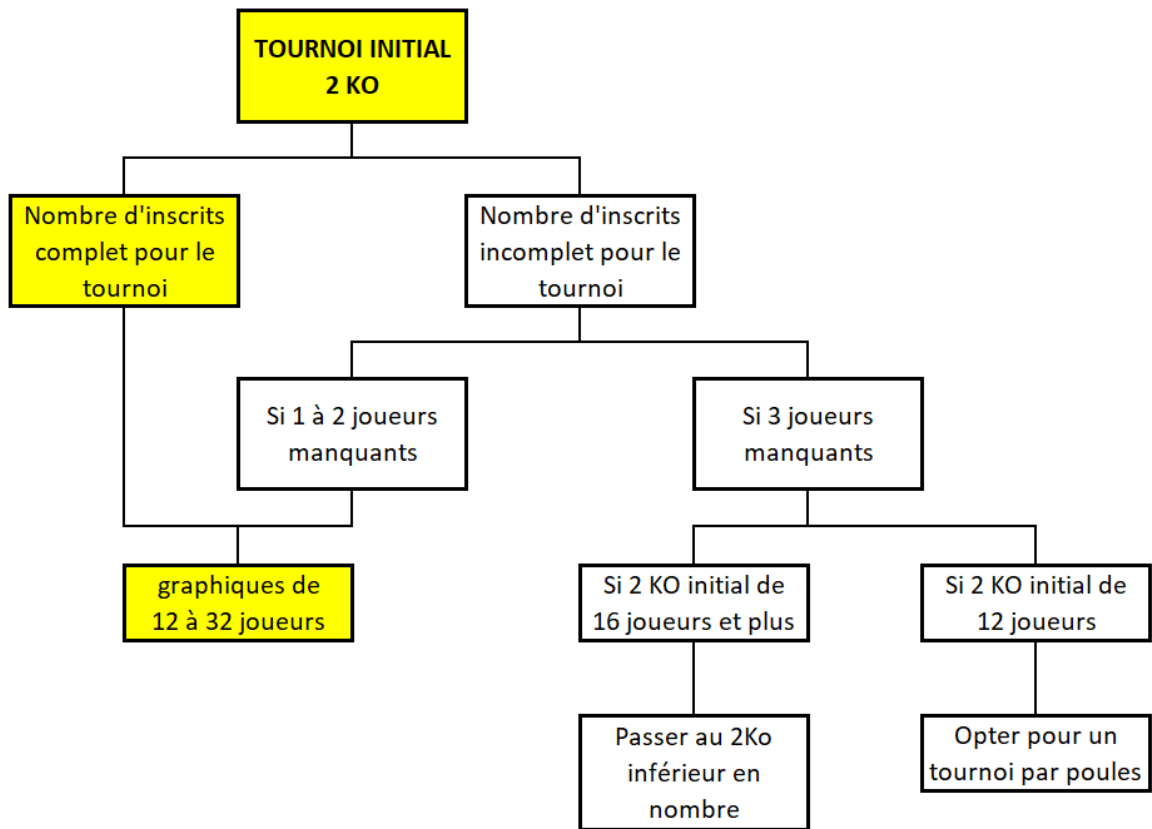 TOURNOI INITIAL
2 KO
Nombre d'inscrits
complet pour le
tournoi
Nombre d'inscrits
incomplet pour le
tournoi
Si 1 à 2 joueurs
manquants
Si 3 joueurs
manquants
graphiques de
12 à 32 joueurs
Si 2 KO initial de
16 joueurs et plus
Si 2 KO initial de
12 joueurs
Passer au 2Ko
inférieur en
nombre
Opter pour un
tournoi par poules